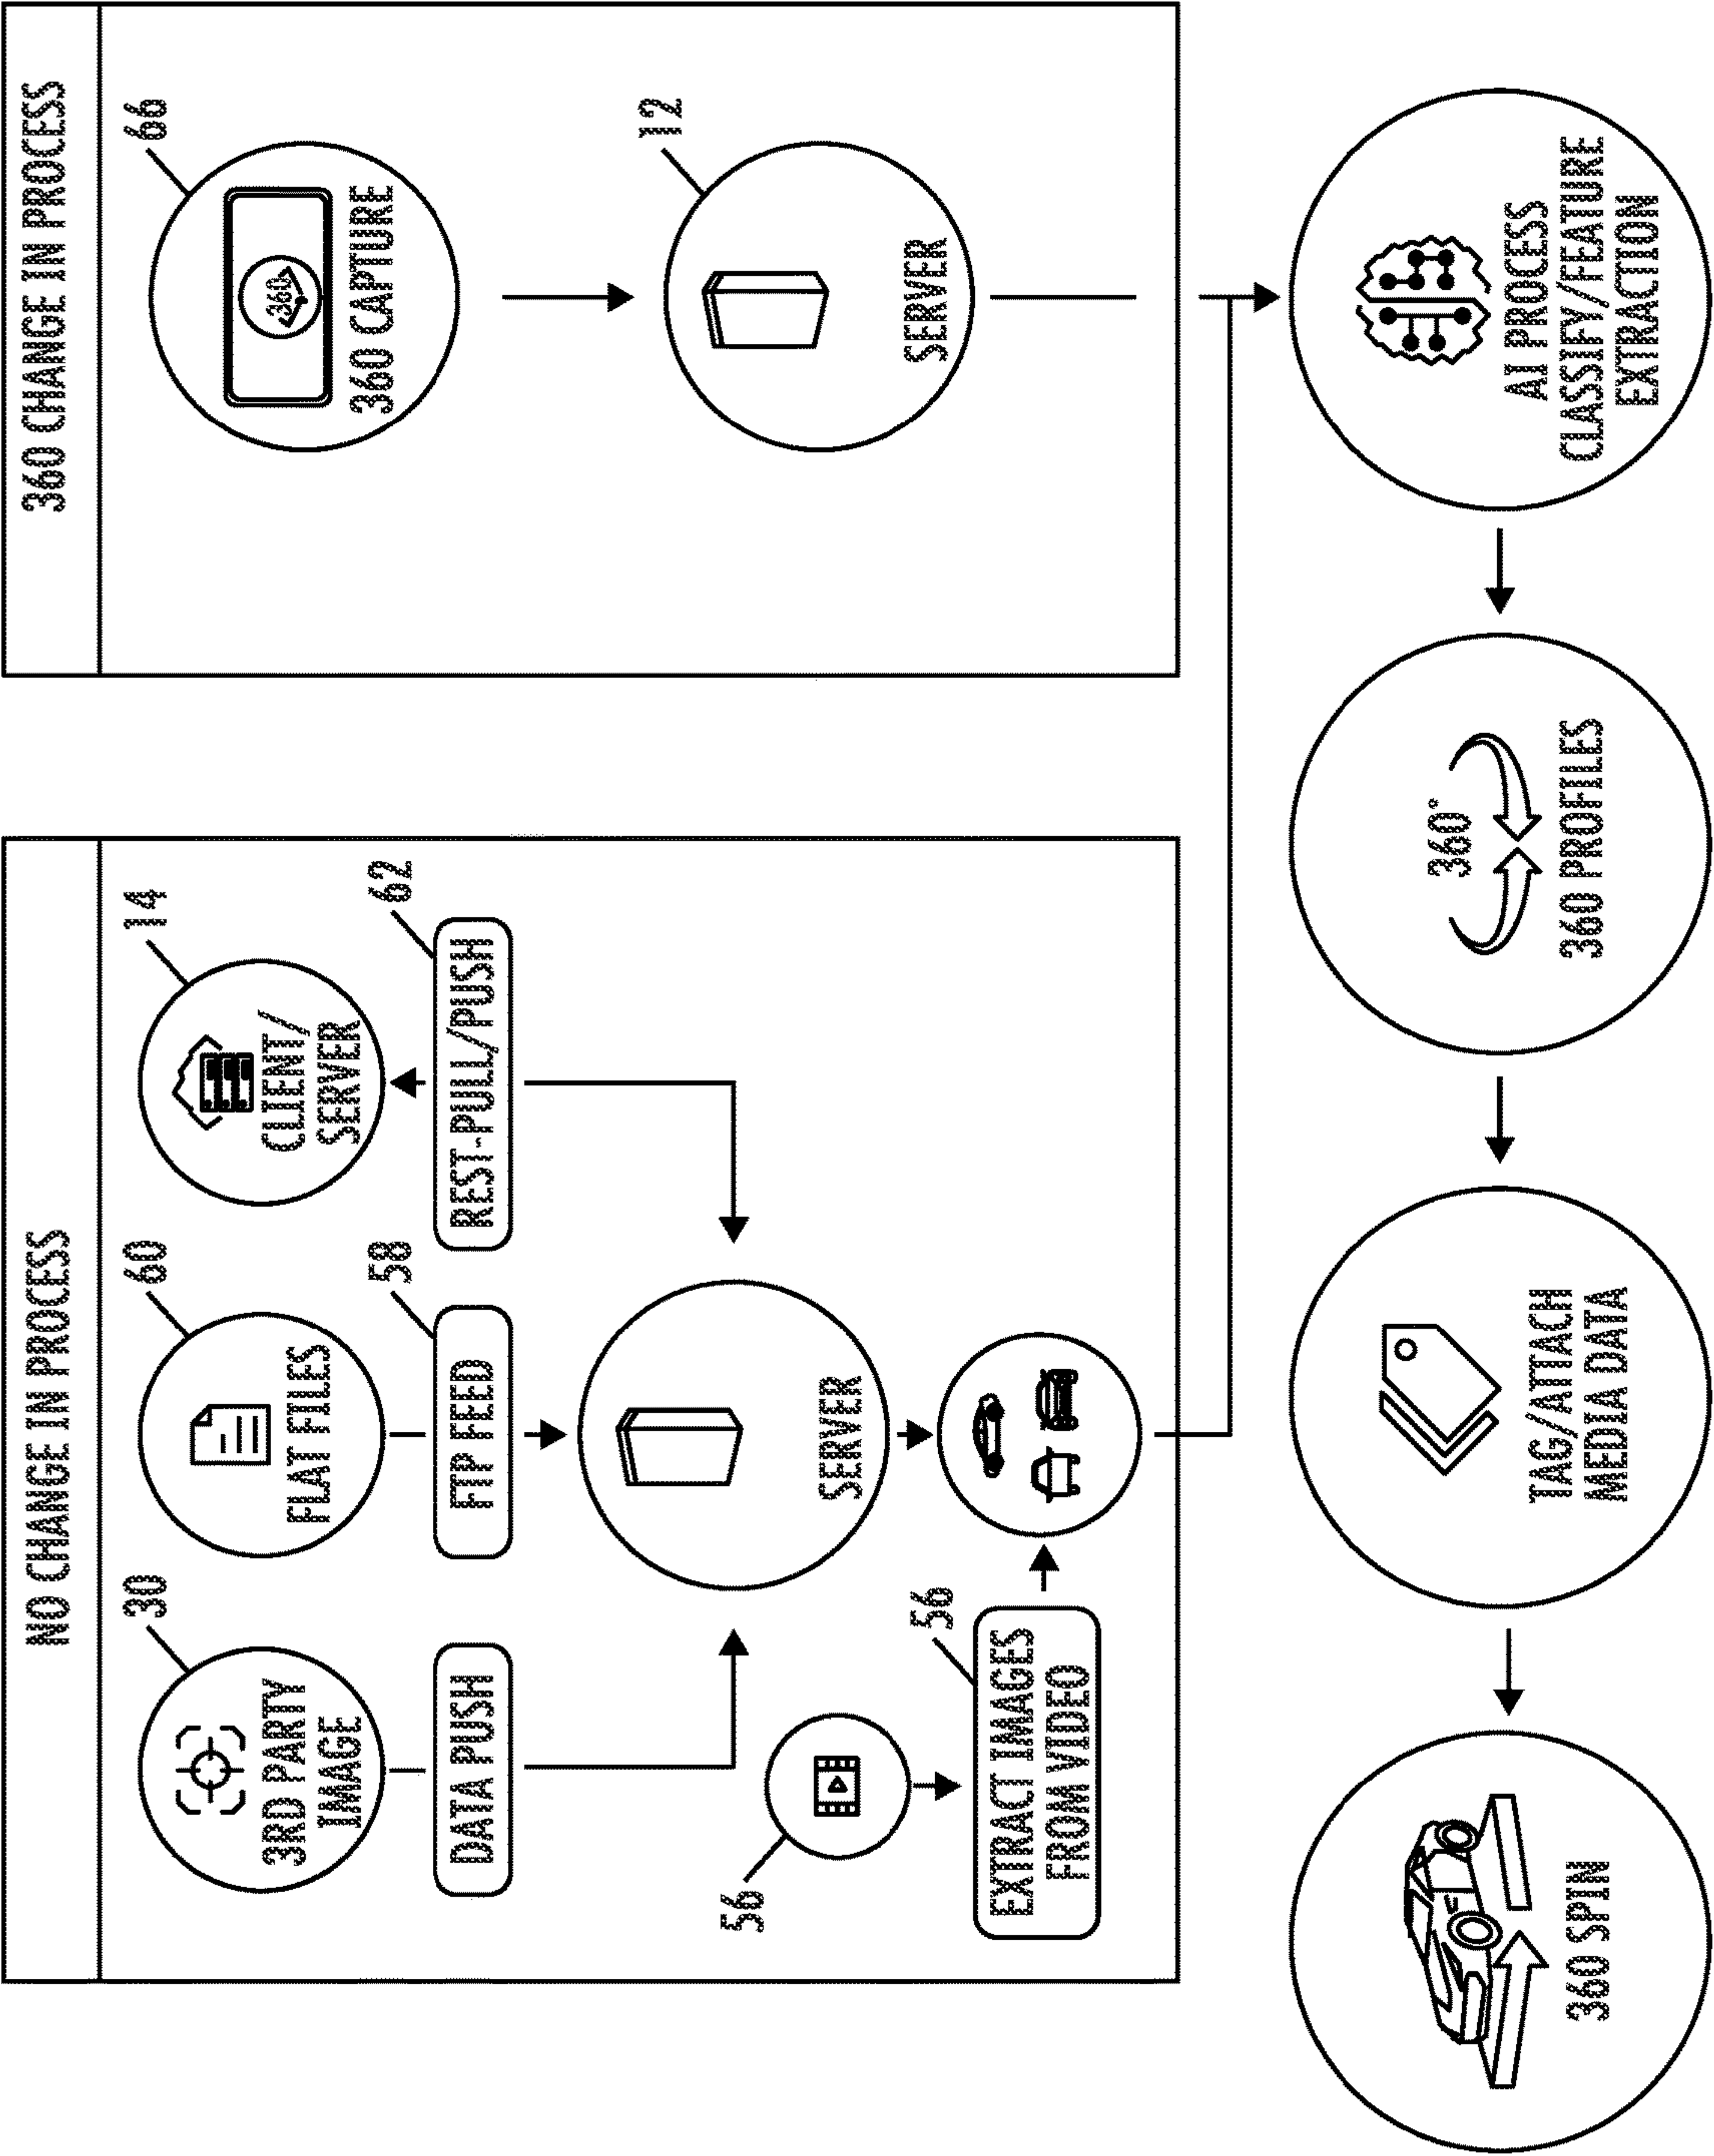 NO CHANGE IN PROCESS
30
60
14
3RD PARTY
IMAGE
FLAT FILES
CLIENT/
SERVER
58
62
DATA PUSH
FTP FEED
REST-PULL/PUSH
56
SERVER
56
EXTRACT IMAGES
FROM VIDEO
360 CHANGE IN PROCESS
66
360
360 CAPTURE
12
SERVER
360 SPIN
TAG/ATTACH
MEDIA DATA
360°
360 PROFILES
AI PROCESS
CLASSIFY/FEATURE
EXTRACTION